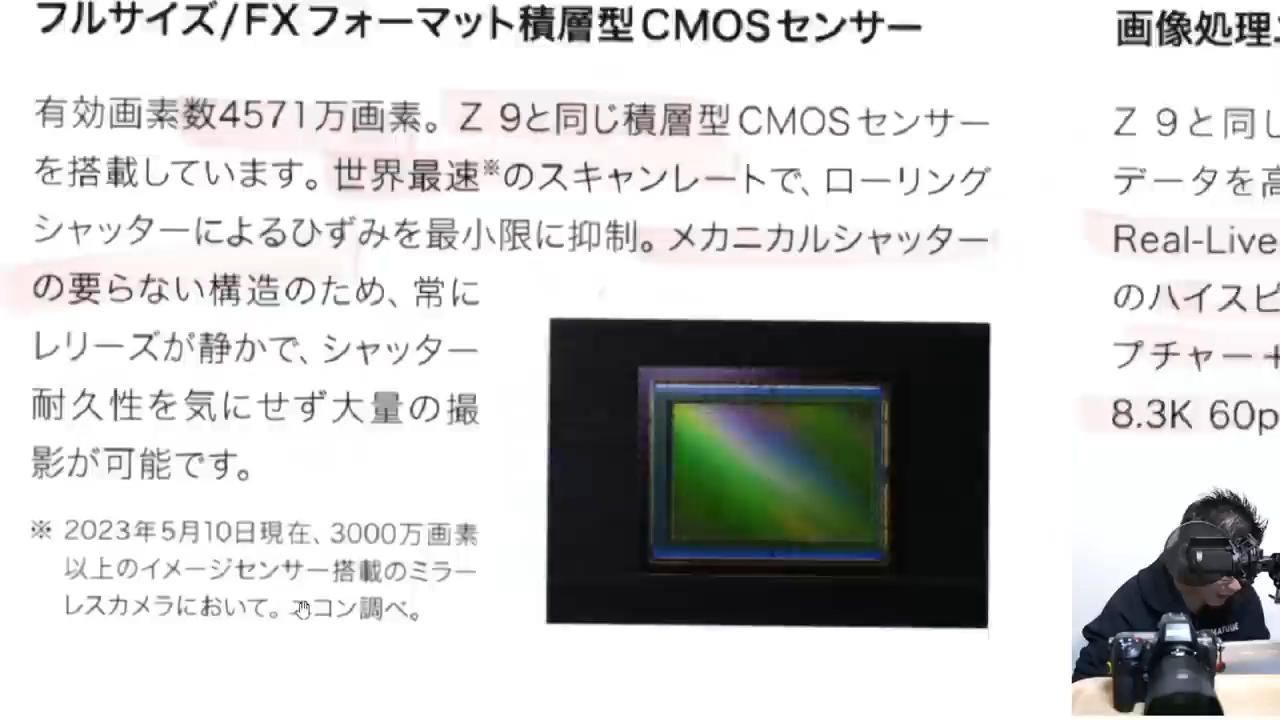 フルサイズ/FXフォーマット積層型CMOSセンサー
有効画素数4571万画素。Z 9と同じ積層型CMOSセンサー
を搭載しています。世界最速※のスキャンレートで、ローリング
シャッターによるひずみを最小限に抑制。メカニカルシャッター
の要らない構造のため、常に
レリーズが静かで、シャッター
耐久性を気にせず大量の撮
影が可能です。
※ 2023年5月10日現在、3000万画素
以上のイメージセンサー搭載のミラー
レスカメラにおいて。コン調べ。
画像処理
Z 9と同じ
データを高
Real-Live
のハイスピ
プチャー+
8.3K 60p